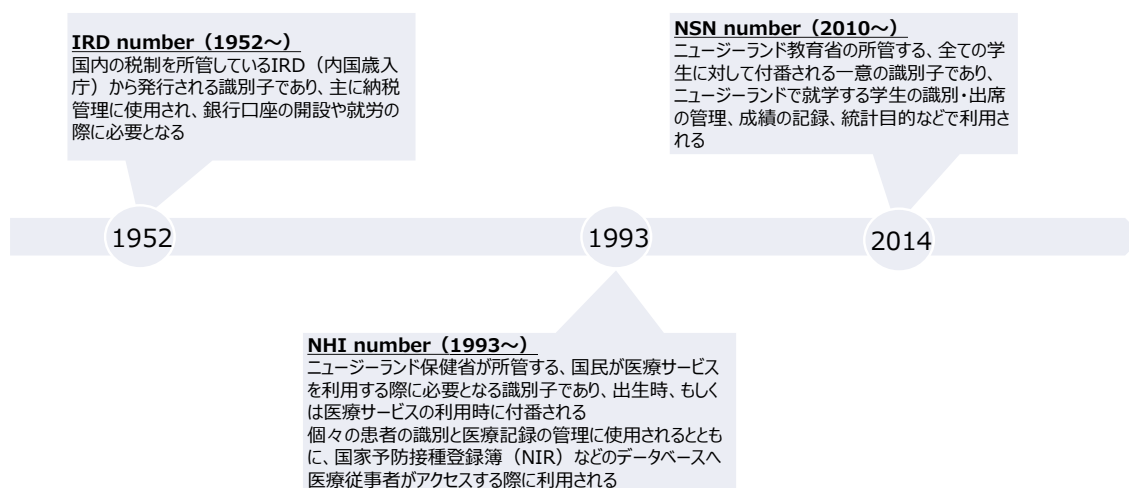 IRD number（1952～）
国内の税制を所管しているIRD（内国歳入
庁）から発行される識別子であり、主に納税
管理に使用され、銀行口座の開設や就労の
際に必要となる
NSN number（2010～）
ニュージーランド教育省の所管する、全ての学
生に対して付番される一意の識別子であり、
ニュージーランドで就学する学生の識別・出席
の管理、成績の記録、統計目的などで利用さ
れる
1952
1993
2014
NHI number（1993～）
ニュージーランド保健省が所管する、国民が医療サービス
を利用する際に必要となる識別子であり、出生時、もしく
は医療サービスの利用時に付番される
個々の患者の識別と医療記録の管理に使用されるととも
に、国家予防接種登録簿（NIR）などのデータベースへ
医療従事者がアクセスする際に利用される